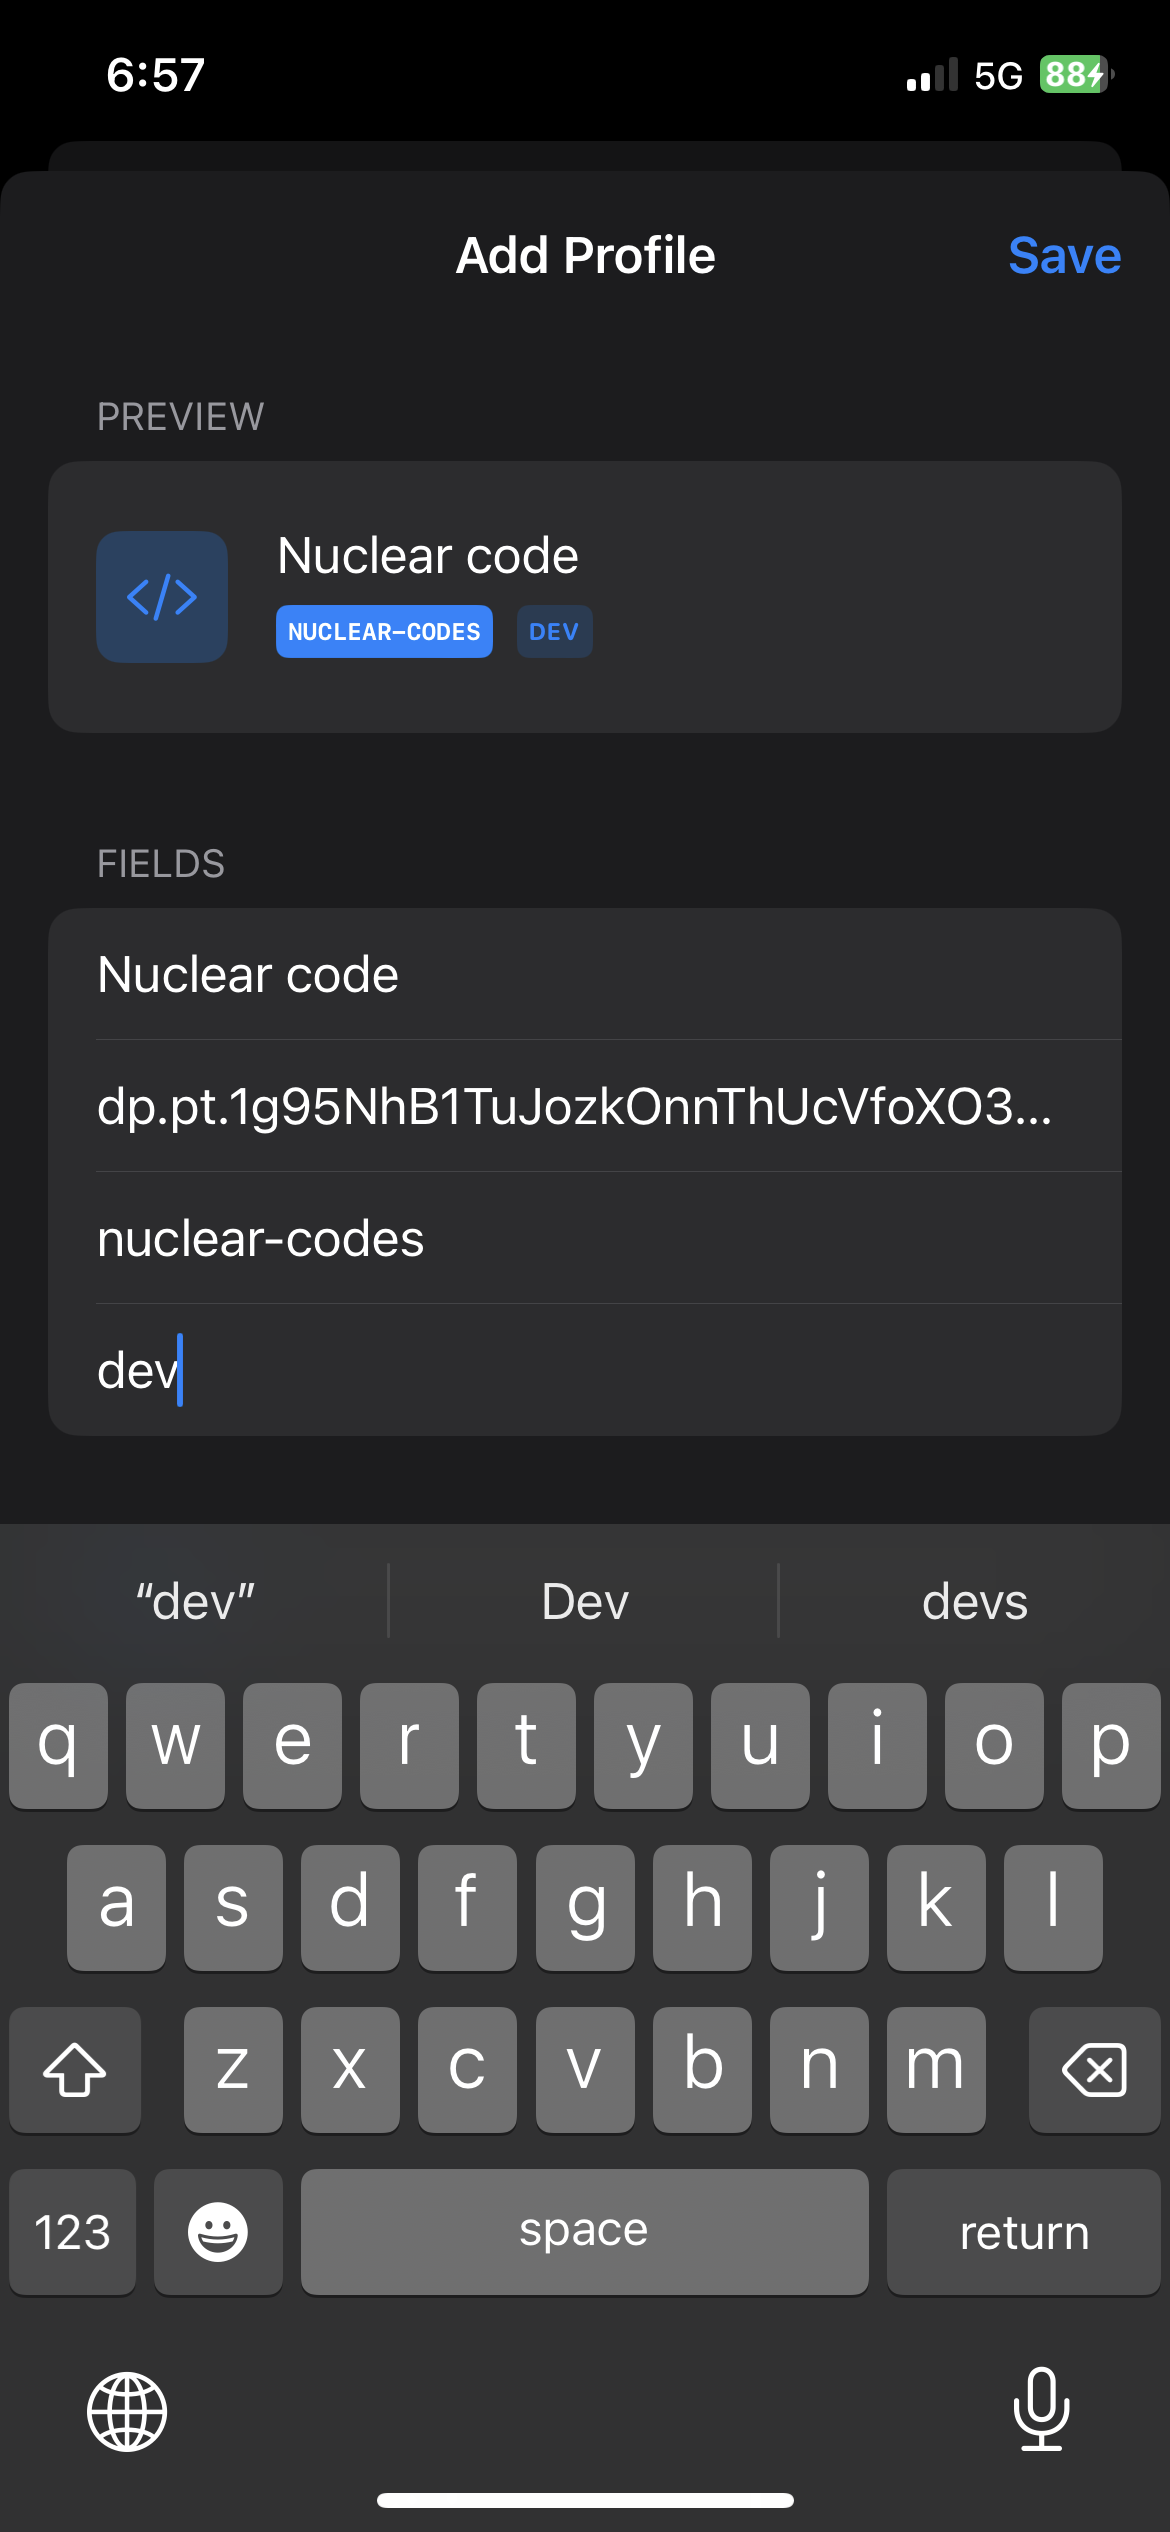 6:57
5G
88
Add Profile
Save
PREVIEW
Nuclear code
NUCLEAR-CODES
DEV
FIELDS
Nuclear code
dp.pt.1g95NhB1TuJozkOnnThUcVfoXO3...
nuclear-codes
dev
“dev”
Dev
devs
q w e r t y u i o p
a s d f g h j k l
z x c v b n m
123
space
return